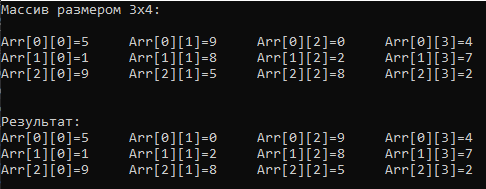 Массив размером 3x4:
Arr[0][0]=5 Arr[0][1]=9 Arr[0][2]=0 Arr[0][3]=4
Arr[1][0]=1 Arr[1][1]=8 Arr[1][2]=2 Arr[1][3]=7
Arr[2][0]=9 Arr[2][1]=5 Arr[2][2]=8 Arr[2][3]=2
Результат:
Arr[0][0]=5 Arr[0][1]=0 Arr[0][2]=9 Arr[0][3]=4
Arr[1][0]=1 Arr[1][1]=2 Arr[1][2]=8 Arr[1][3]=7
Arr[2][0]=9 Arr[2][1]=8 Arr[2][2]=5 Arr[2][3]=2